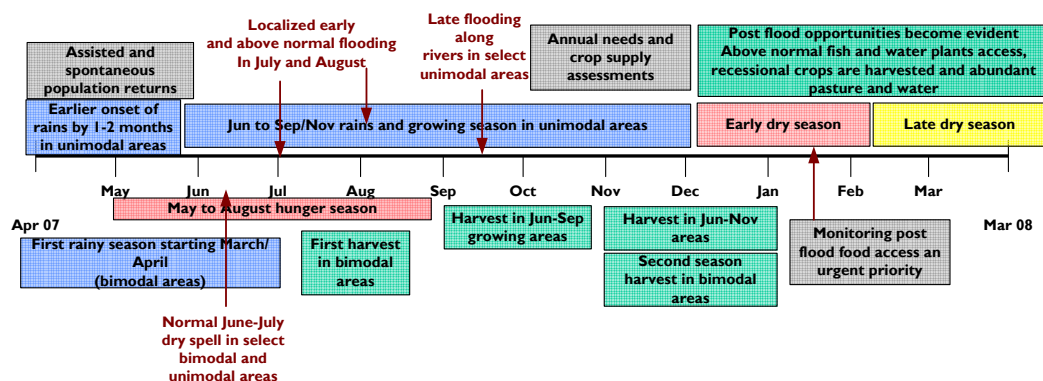 Assisted and
spontaneous
population returns
Localized early
and above normal flooding
In July and August
Late flooding
along
rivers in select
unimodal areas
Annual needs and
crop supply
assessments
Post flood opportunities become evident
Above normal fish and water plants access,
recessional crops are harvested and abundant
pasture and water
Earlier onset of
rains by 1-2 months
in unimodal areas
Jun to Sep/Nov rains and growing season in unimodal areas
Early dry season
Late dry season
May
Jun
Jul
Aug
Sep
Oct
Nov
Dec
Jan
Feb
Mar
Apr 07
Mar 08
May to August hunger season
First rainy season starting March/
April
(bimodal areas)
First harvest
in bimodal
areas
Harvest in Jun-Sep
growing areas
Harvest in Jun-Nov
areas
Second season
harvest in bimodal
areas
Monitoring post
flood food access an
urgent priority
Normal June-July
dry spell in select
bimodal and
unimodal areas